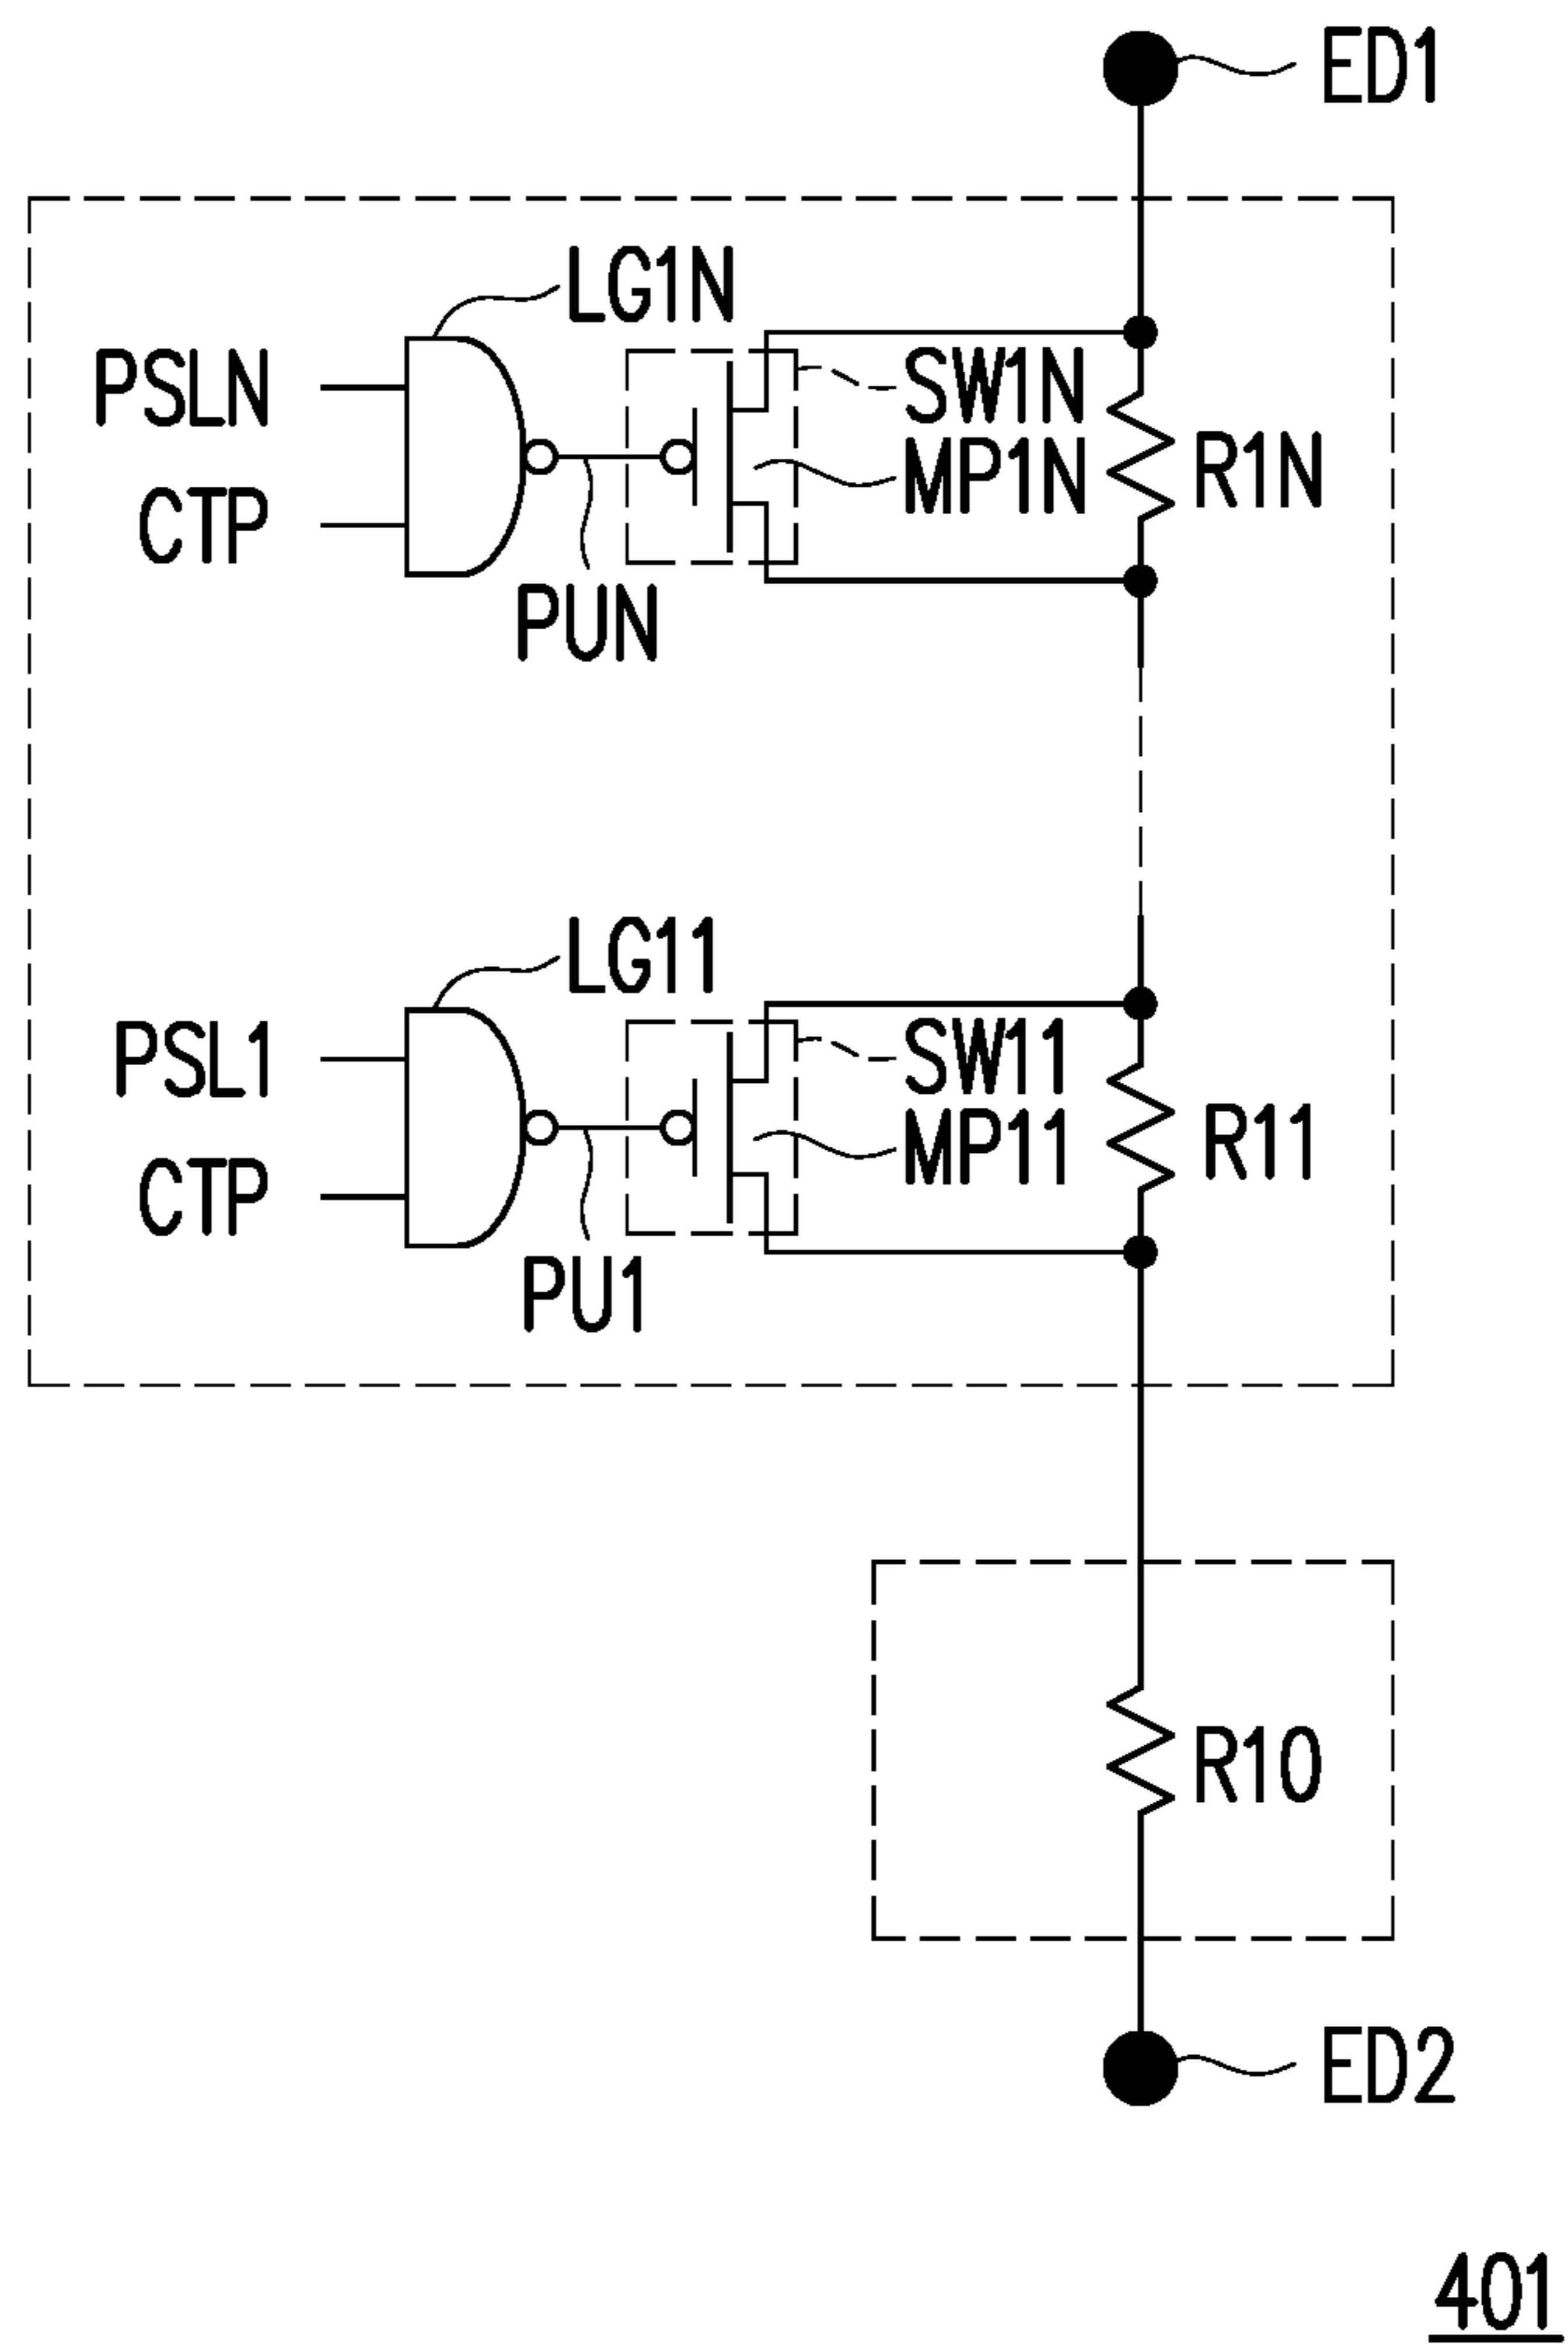 ED1
LG1N
PSLN
SW1N
MP1N
R1N
CTP
PUN
LG11
PSL1
SW11
MP11
R11
CTP
PU1
R10
ED2
401